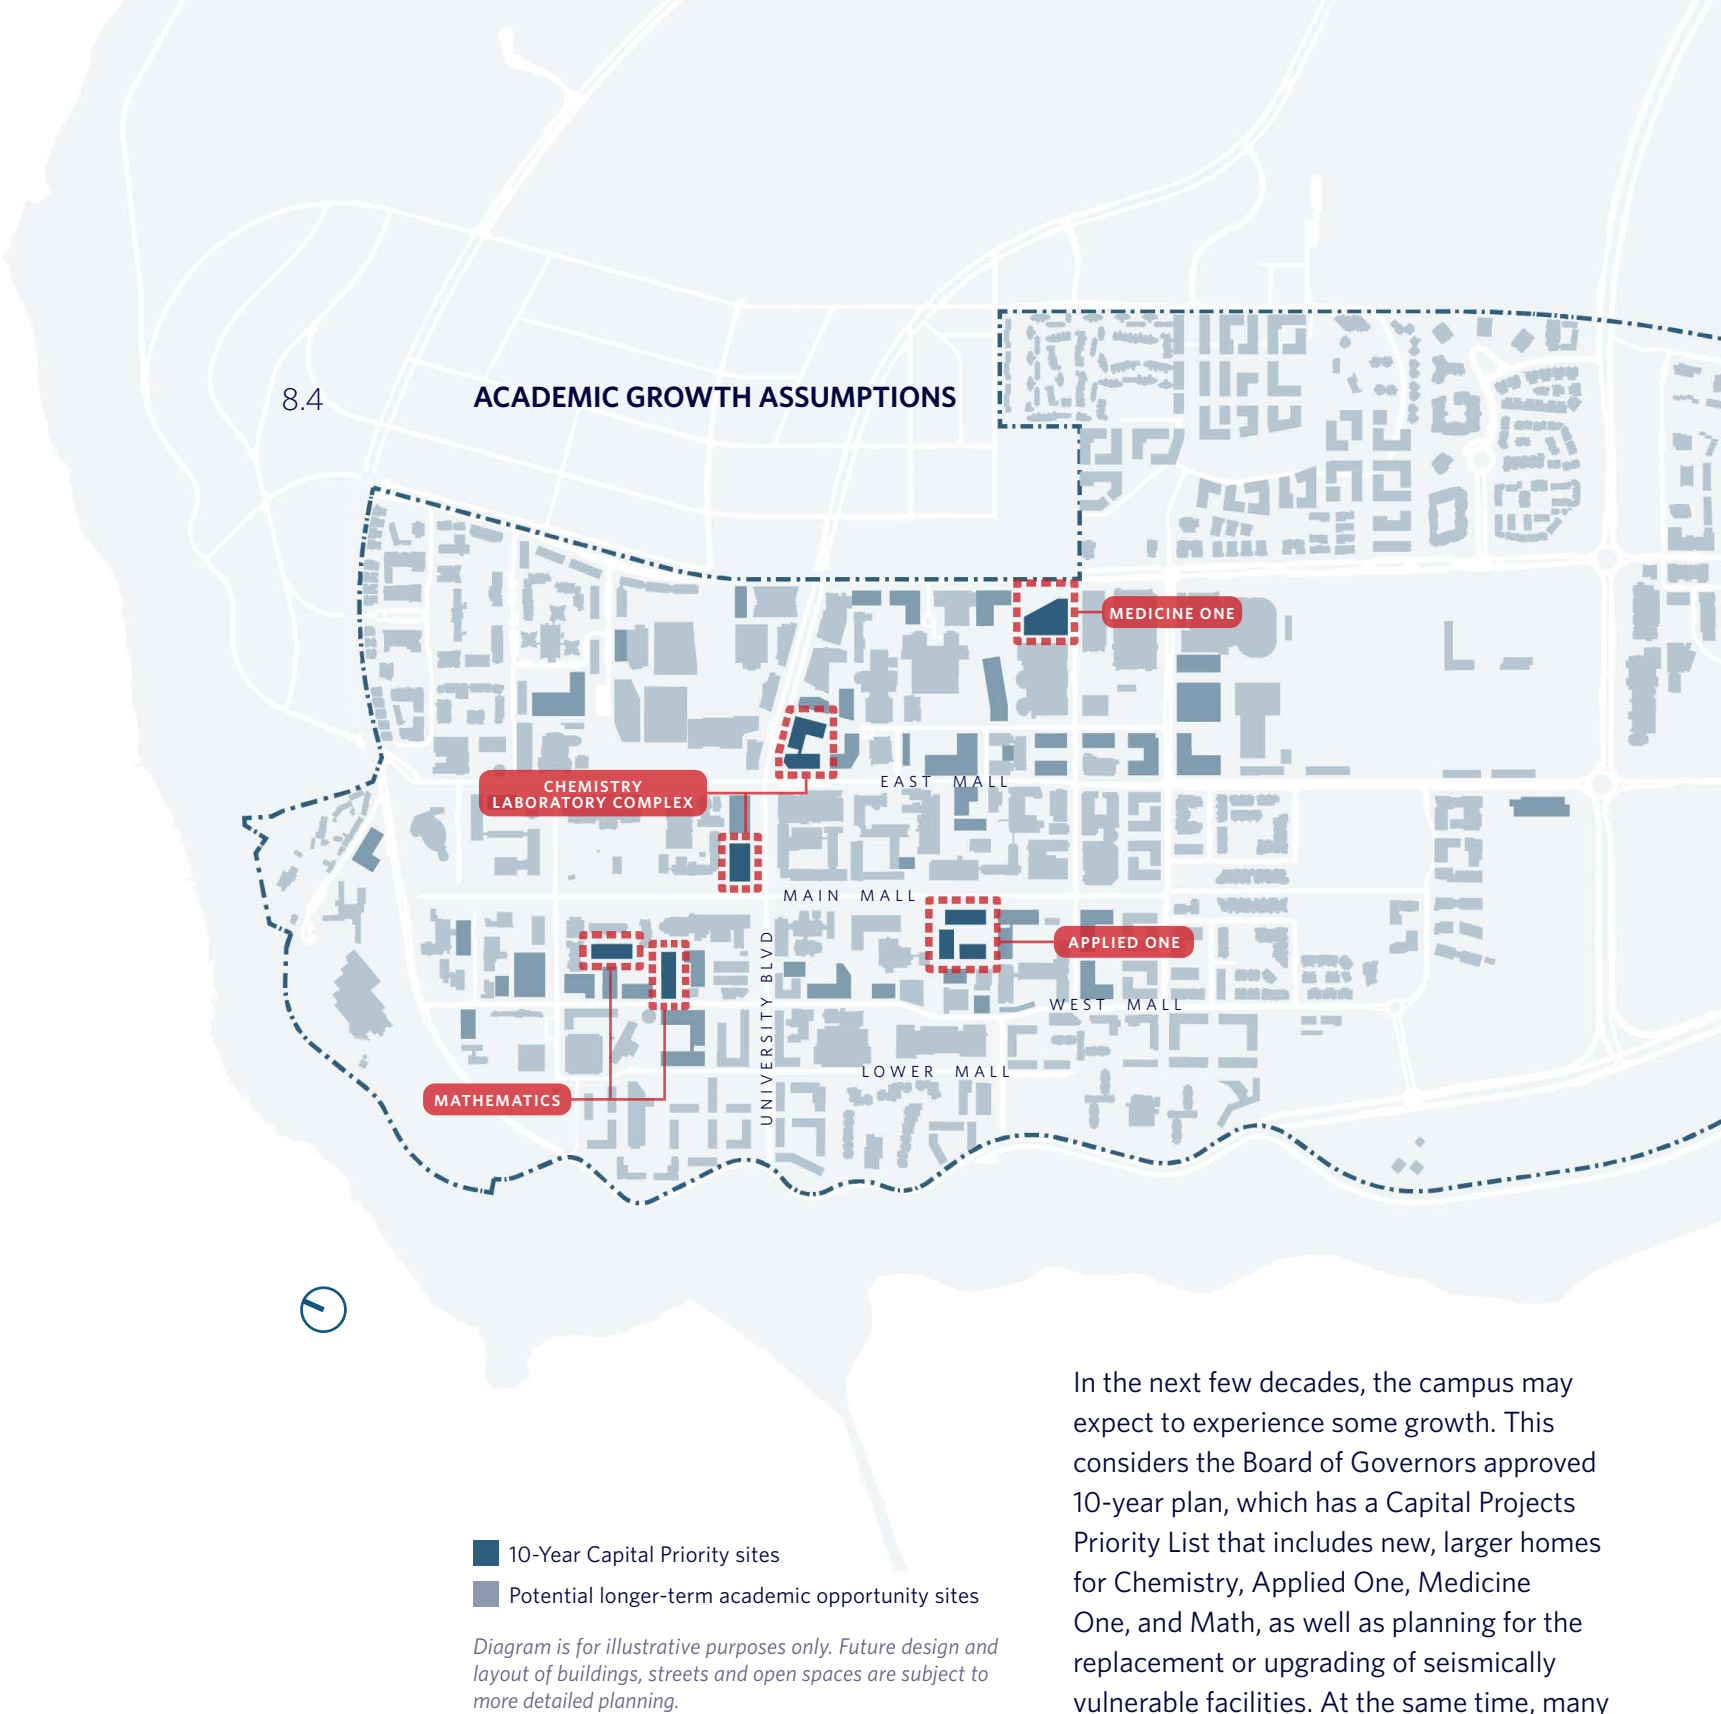 8.4
ACADEMIC GROWTH ASSUMPTIONS
MEDICINE ONE
CHEMISTRY
LABORATORY COMPLEX
EAST MALL
MAIN MALL
APPLIED ONE
UNIVERSITY BLVD
WEST MALL
LOWER MALL
MATHEMATICS
10-Year Capital Priority sites
Potential longer-term academic opportunity sites
Diagram is for illustrative purposes only. Future design and
layout of buildings, streets and open spaces are subject to
more detailed planning.
In the next few decades, the campus may
expect to experience some growth. This
considers the Board of Governors approved
10-year plan, which has a Capital Projects
Priority List that includes new, larger homes
for Chemistry, Applied One, Medicine
One, and Math, as well as planning for the
replacement or upgrading of seismically
vulnerable facilities. At the same time, many